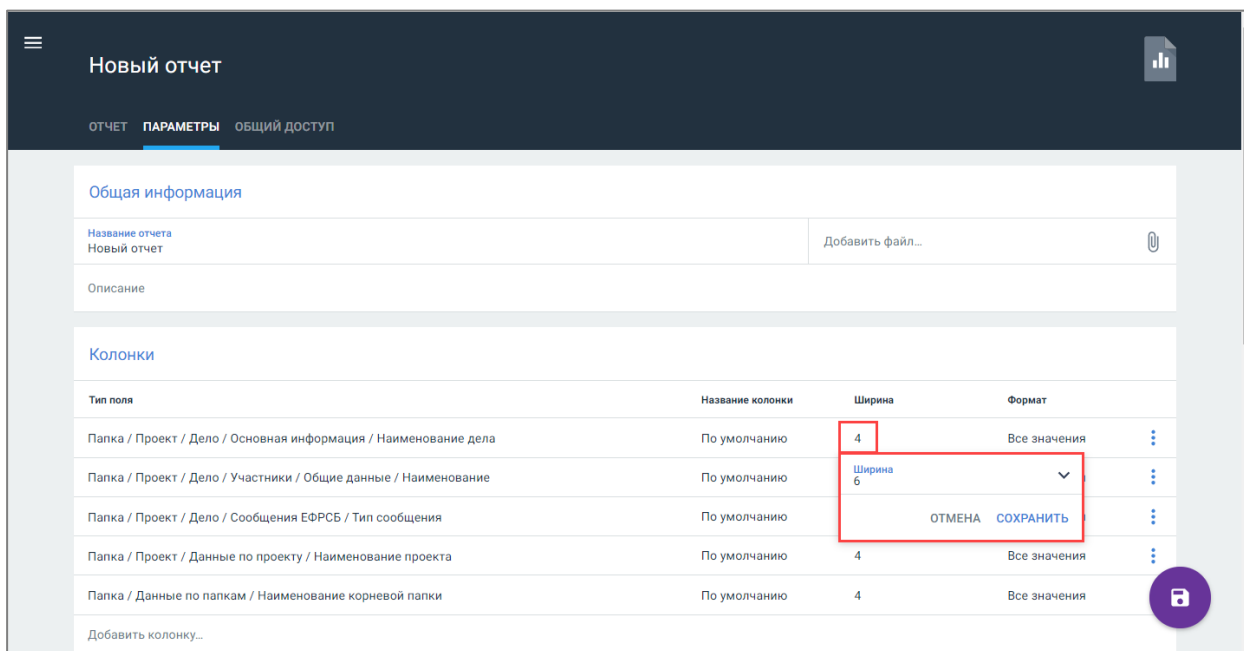 Новый отчет
ОТЧЕТ ПАРАМЕТРЫ ОБЩИЙ ДОСТУП
Общая информация
Название отчета
Новый отчет
Добавить файл...
Описание
Колонки
Тип поля Название колонки Ширина Формат
Папка / Проект / Дело / Основная информация / Наименование дела По умолчанию 4 Все значения
Папка / Проект / Дело / Участники / Общие данные / Наименование По умолчанию
Ширина
6
Папка / Проект / Дело / Сообщения ЕФРСБ / Тип сообщения По умолчанию
ОТМЕНА СОХРАНИТЬ
Папка / Проект / Данные по проекту / Наименование проекта По умолчанию 4 Все значения
Папка / Данные по папкам / Наименование корневой папки По умолчанию 4 Все значения
Добавить колонку...